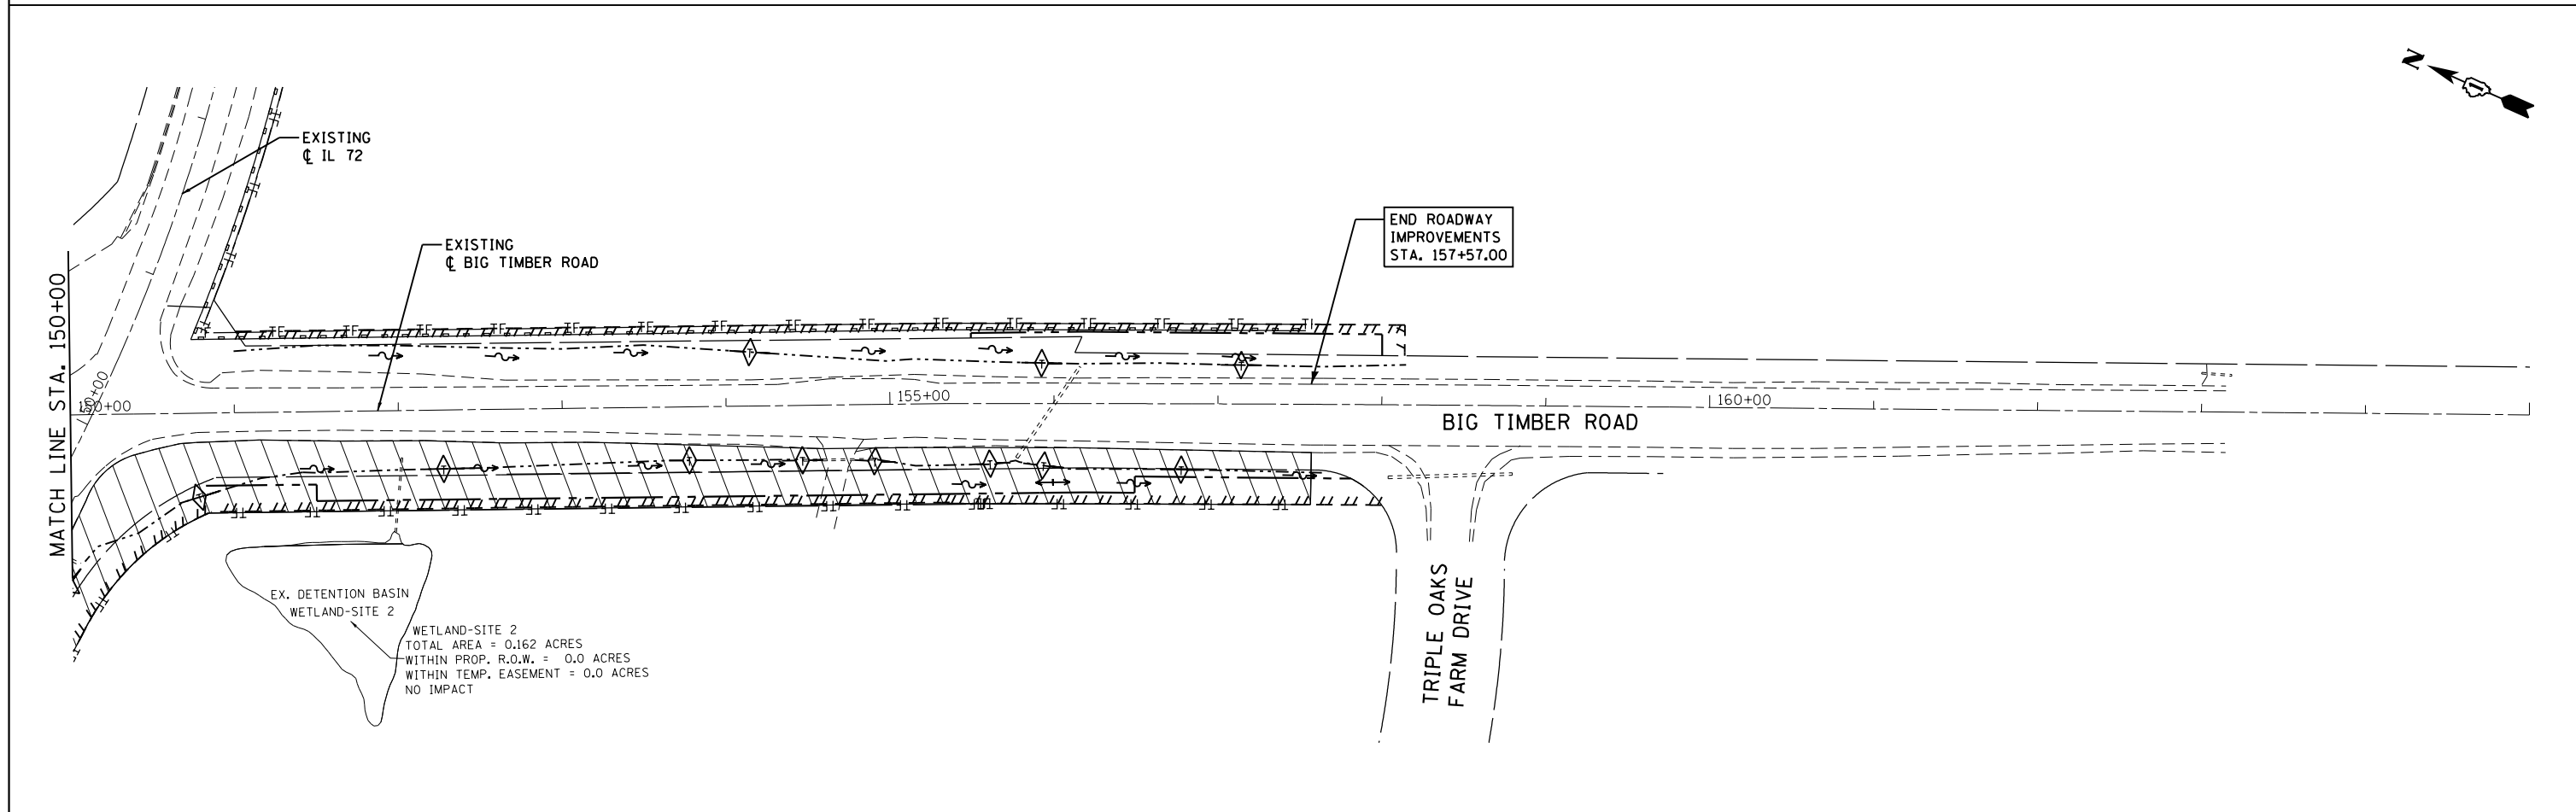 N
EXISTING
℄ IL 72
EXISTING
℄ BIG TIMBER ROAD
END ROADWAY
IMPROVEMENTS
STA. 157+57.00
MATCH LINE STA. 150+00
150+00
155+00
160+00
BIG TIMBER ROAD
EX. DETENTION BASIN
WETLAND-SITE 2
WETLAND-SITE 2
TOTAL AREA = 0.162 ACRES
WITHIN PROP. R.O.W. = 0.0 ACRES
WITHIN TEMP. EASEMENT = 0.0 ACRES
NO IMPACT
TRIPLE OAKS
FARM DRIVE